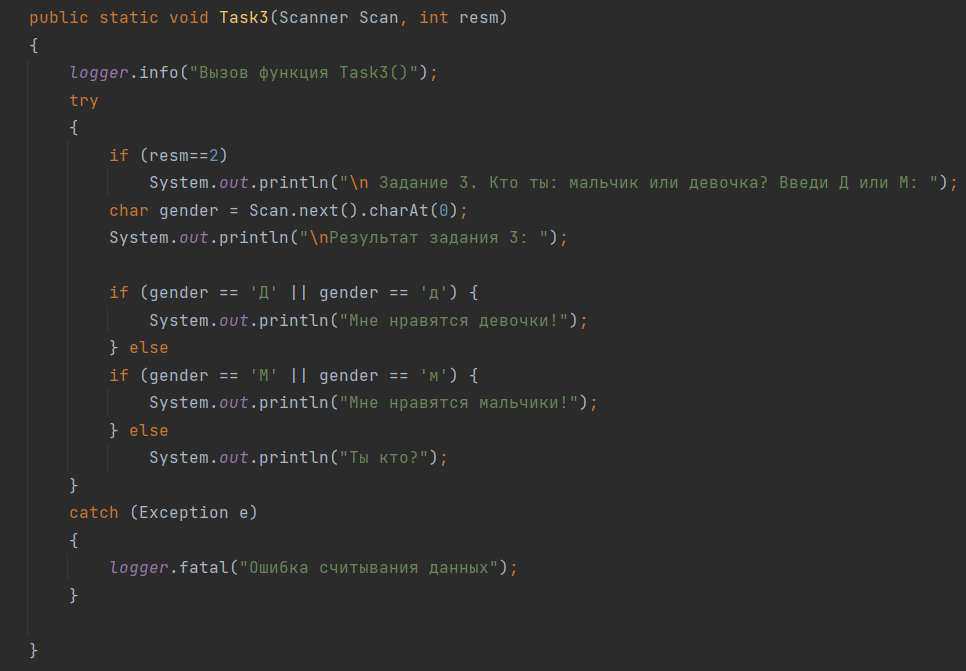 public static void Task3(Scanner Scan, int resm)
{
logger.info("Вызов функция Task3()");
try
{
if (resm==2)
System.out.println("\n Задание 3. Кто ты: мальчик или девочка? Введи Д или М: ");
char gender = Scan.next().charAt(0);
System.out.println("\nРезультат задания 3: ");
if (gender == 'Д' || gender == 'д') {
System.out.println("Мне нравятся девочки!");
} else
if (gender == 'М' || gender == 'м') {
System.out.println("Мне нравятся мальчики!");
} else
System.out.println("Ты кто?");
}
catch (Exception e)
{
logger.fatal("Ошибка считывания данных");
}
}